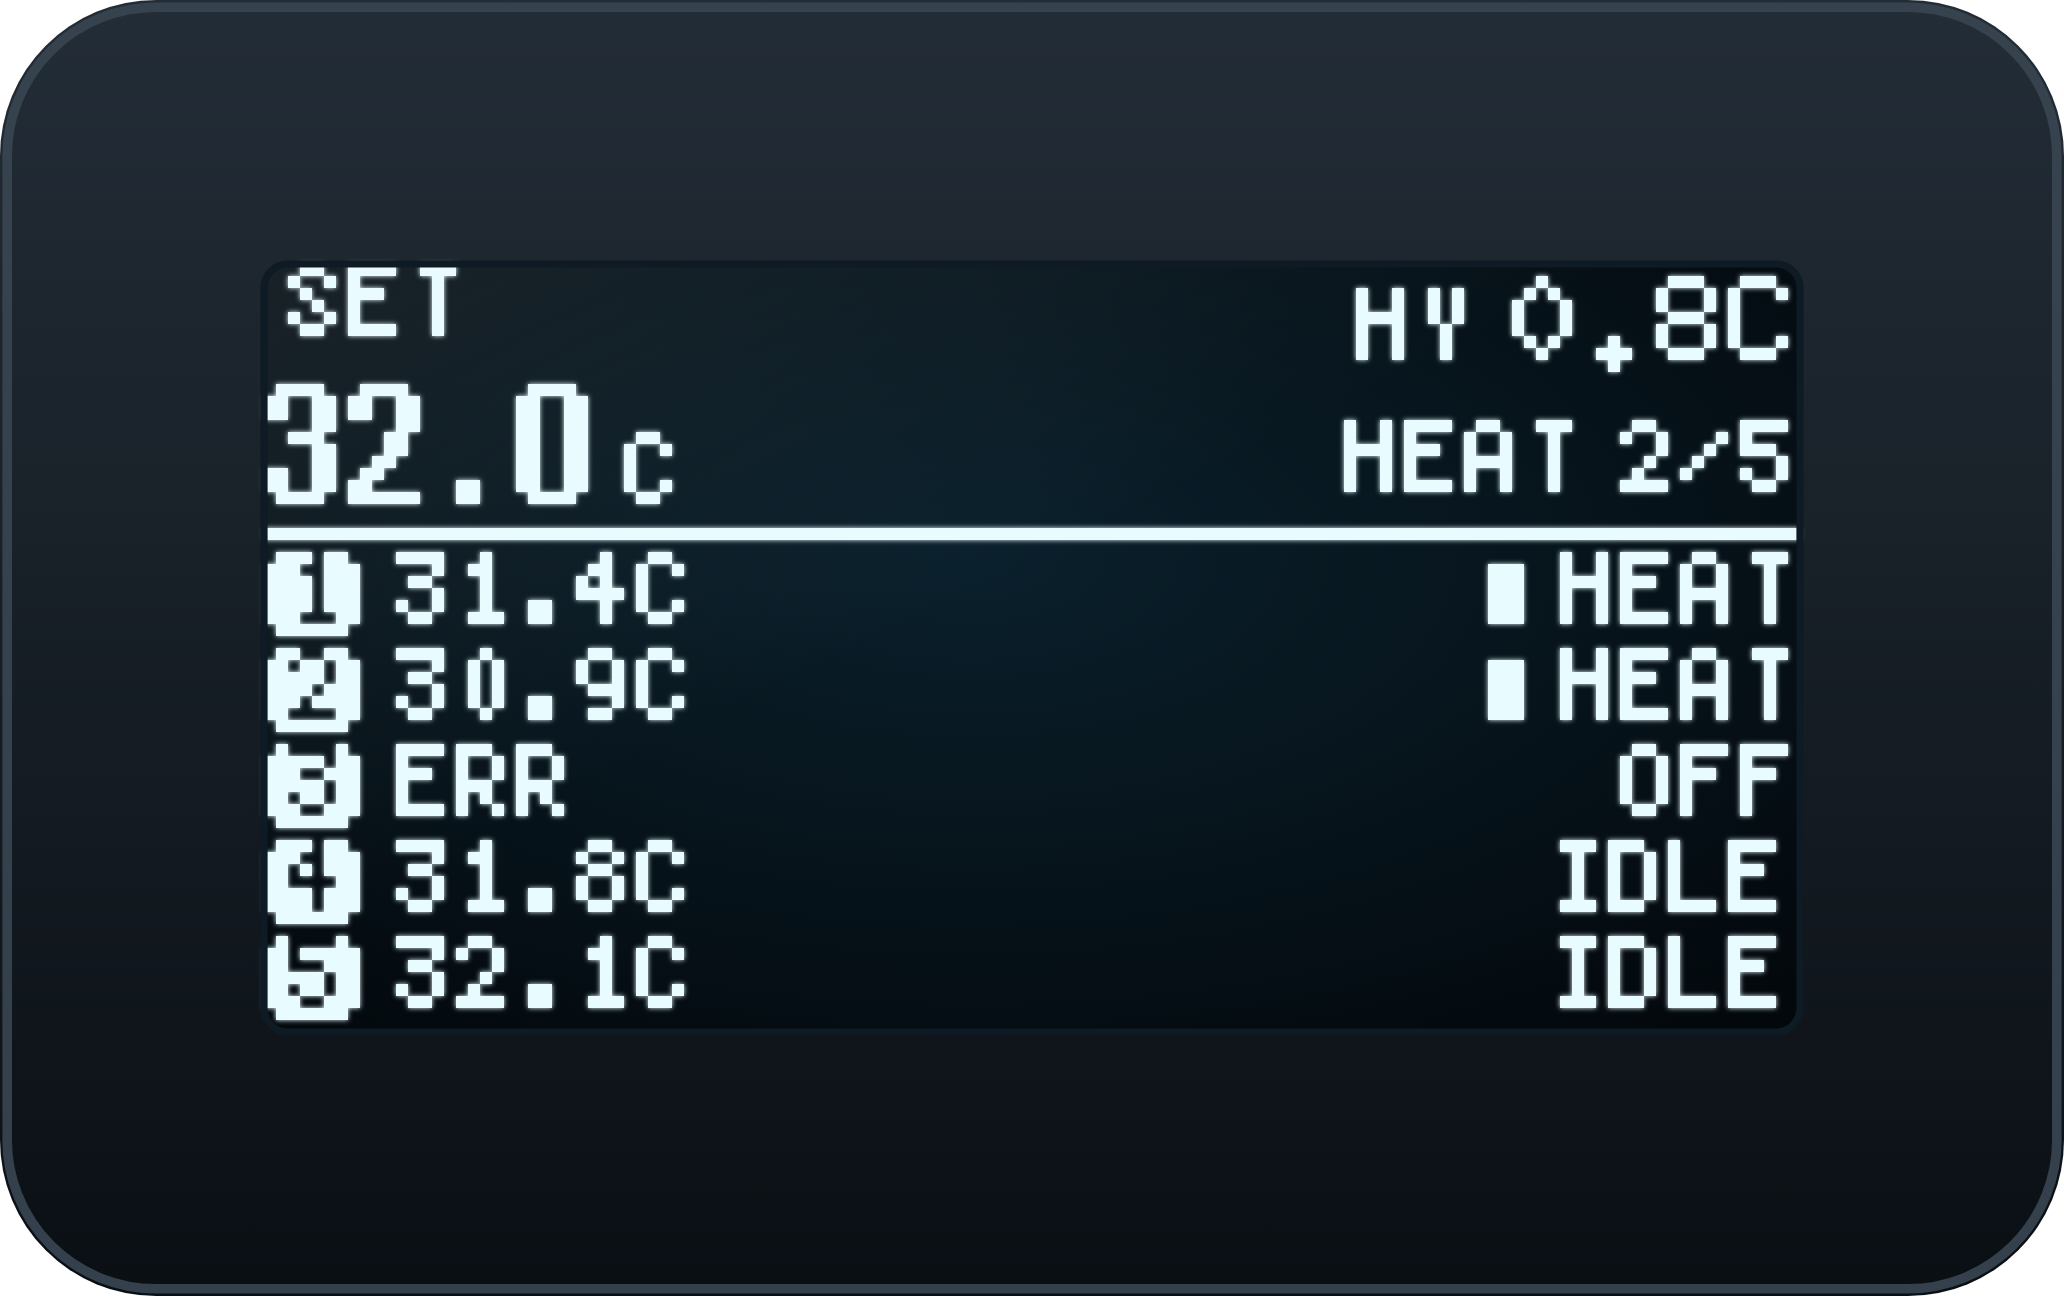 SET
HY 0.8C
32.0C
HEAT 2/5
1 31.4C HEAT
2 30.9C HEAT
3 ERR OFF
4 31.8C IDLE
5 32.1C IDLE